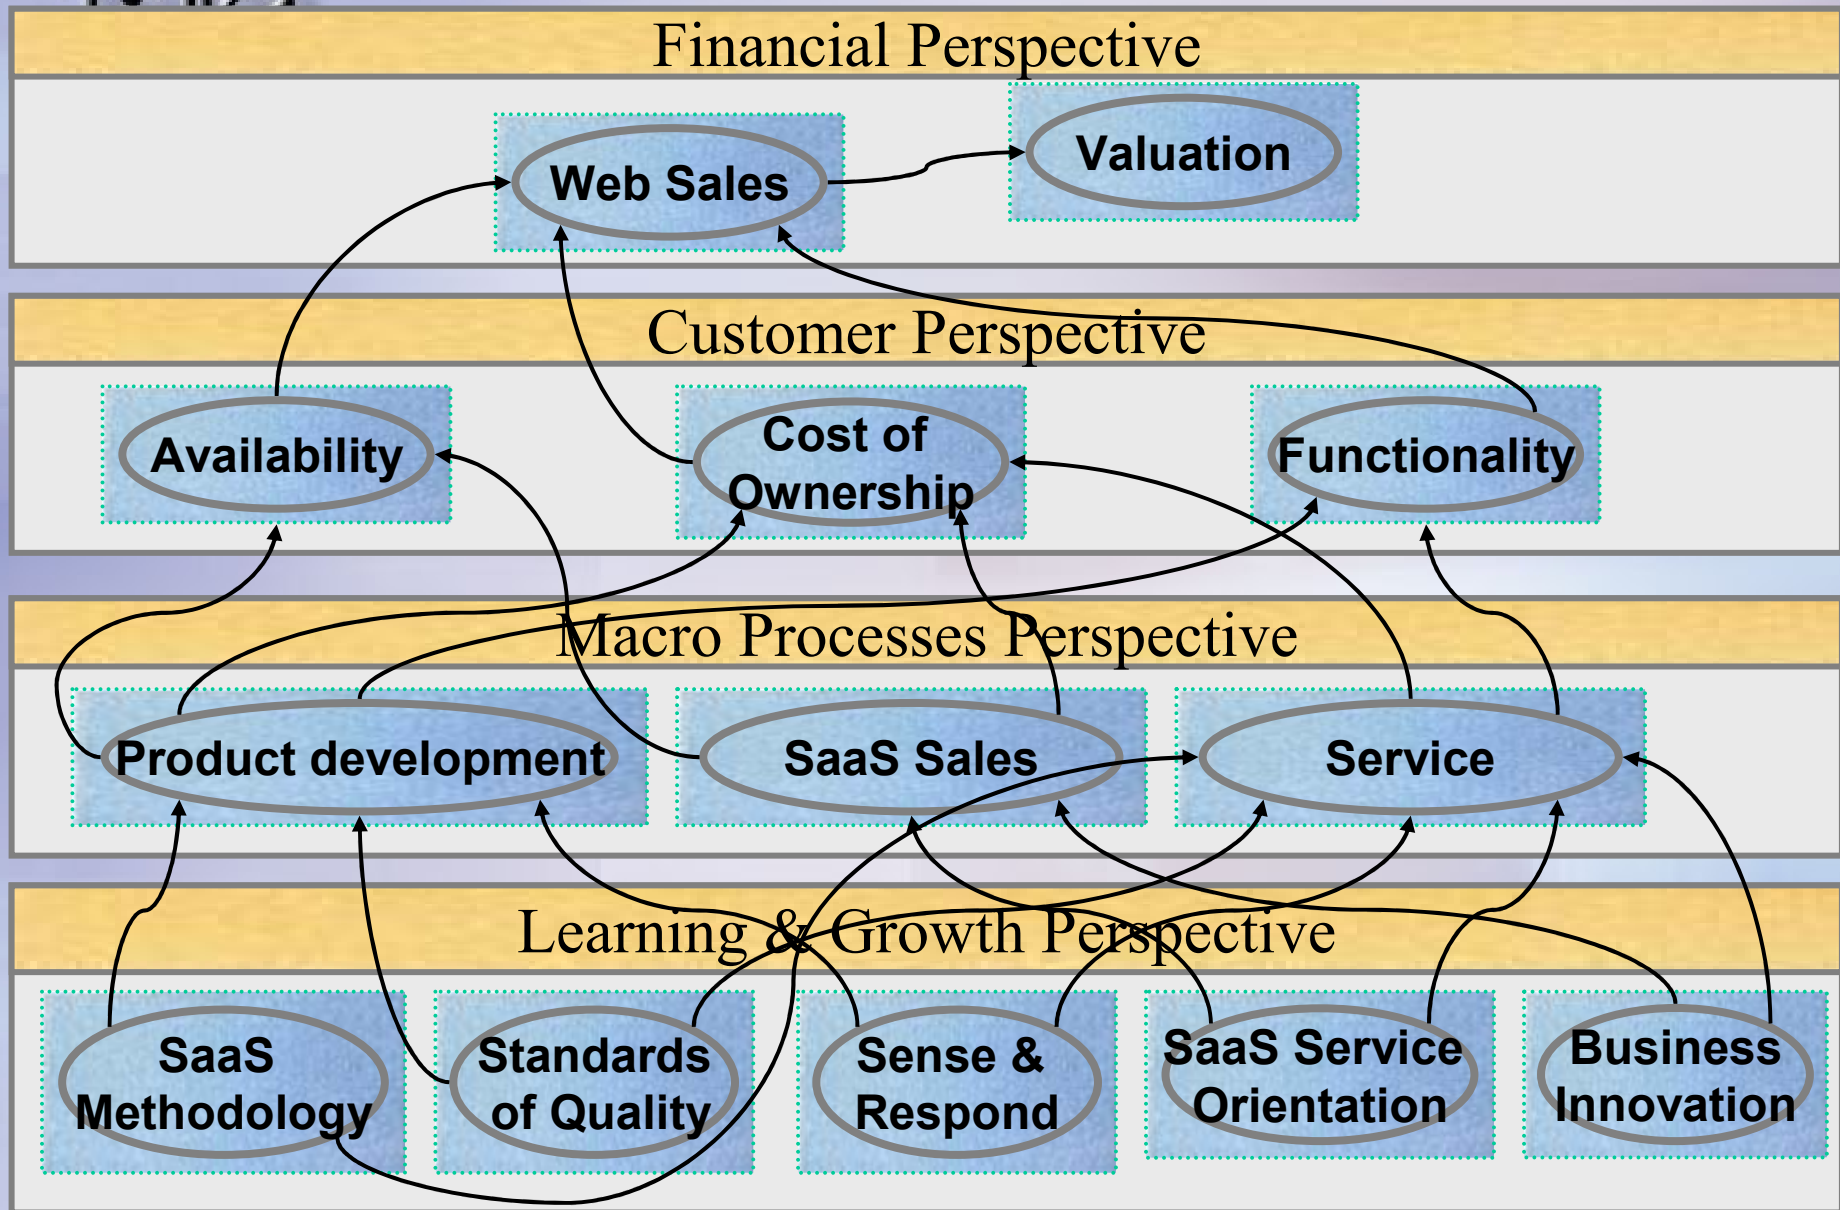 Financial Perspective
Valuation
Web Sales
Customer Perspective
Availability
Cost of
Ownership
Functionality
Macro Processes Perspective
Product development
SaaS Sales
Service
Learning & Growth Perspective
SaaS
Methodology
Standards
of Quality
Sense &
Respond
SaaS Service
Orientation
Business
Innovation